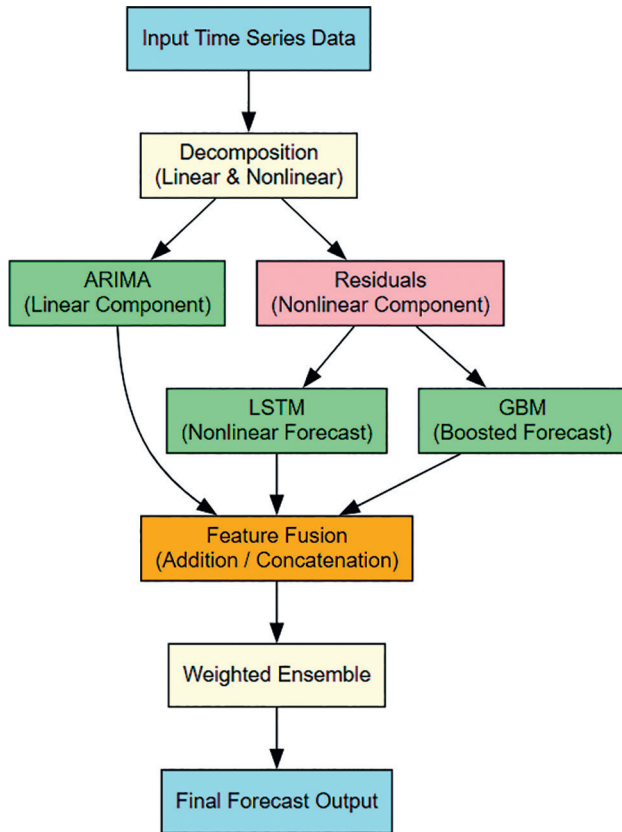 Input Time Series Data
Decomposition
(Linear & Nonlinear)
ARIMA
(Linear Component)
Residuals
(Nonlinear Component)
LSTM
(Nonlinear Forecast)
GBM
(Boosted Forecast)
Feature Fusion
(Addition / Concatenation)
Weighted Ensemble
Final Forecast Output